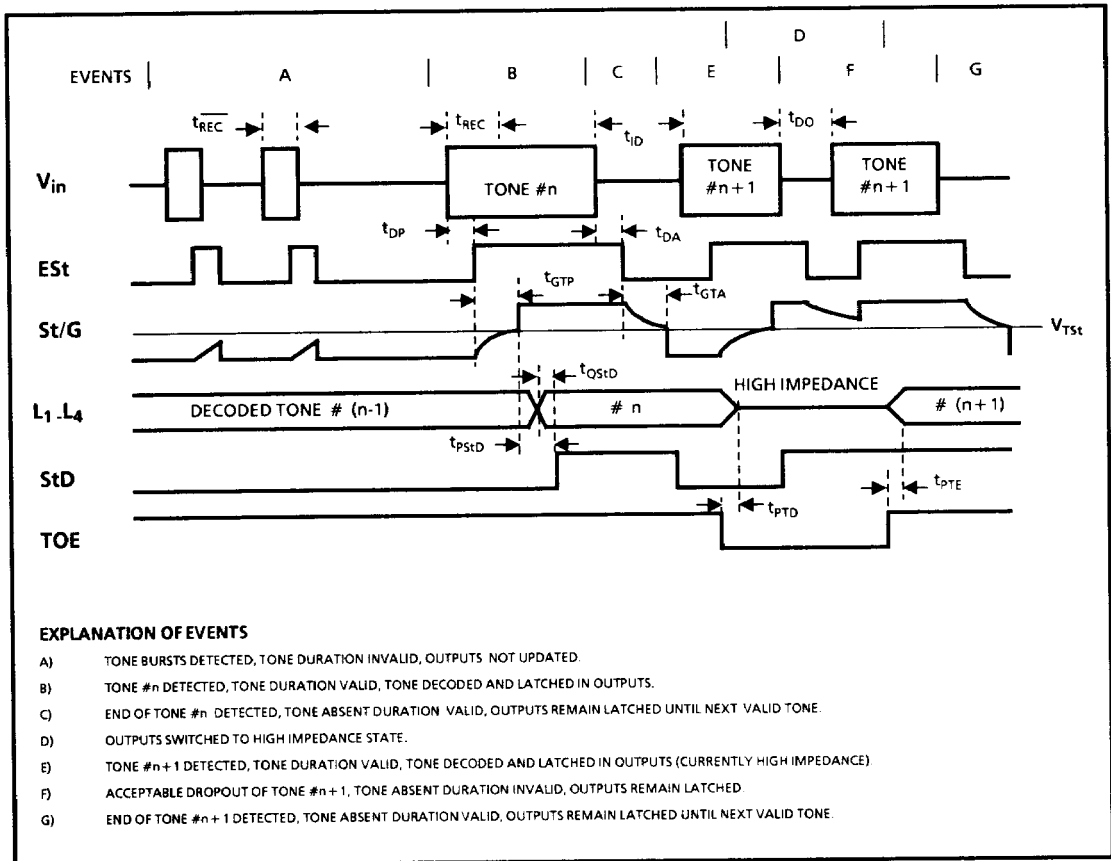 D
EVENTS A B C E F G
tREC tREC tID tDO
Vin TONE #n TONE #n+1 TONE #n+1
tDP tDA
ESt
tGTP tGTA
St/G VTSt
tQStD HIGH IMPEDANCE
L1-L4 DECODED TONE # (n-1) # n # (n+1)
tPStD
StD
tPTE
tPTD
TOE
EXPLANATION OF EVENTS
A) TONE BURSTS DETECTED, TONE DURATION INVALID, OUTPUTS NOT UPDATED.
B) TONE #n DETECTED, TONE DURATION VALID, TONE DECODED AND LATCHED IN OUTPUTS.
C) END OF TONE #n DETECTED, TONE ABSENT DURATION VALID, OUTPUTS REMAIN LATCHED UNTIL NEXT VALID TONE.
D) OUTPUTS SWITCHED TO HIGH IMPEDANCE STATE.
E) TONE #n+1 DETECTED, TONE DURATION VALID, TONE DECODED AND LATCHED IN OUTPUTS (CURRENTLY HIGH IMPEDANCE)
F) ACCEPTABLE DROPOUT OF TONE #n+1, TONE ABSENT DURATION INVALID, OUTPUTS REMAIN LATCHED.
G) END OF TONE #n+1 DETECTED, TONE ABSENT DURATION VALID, OUTPUTS REMAIN LATCHED UNTIL NEXT VALID TONE.